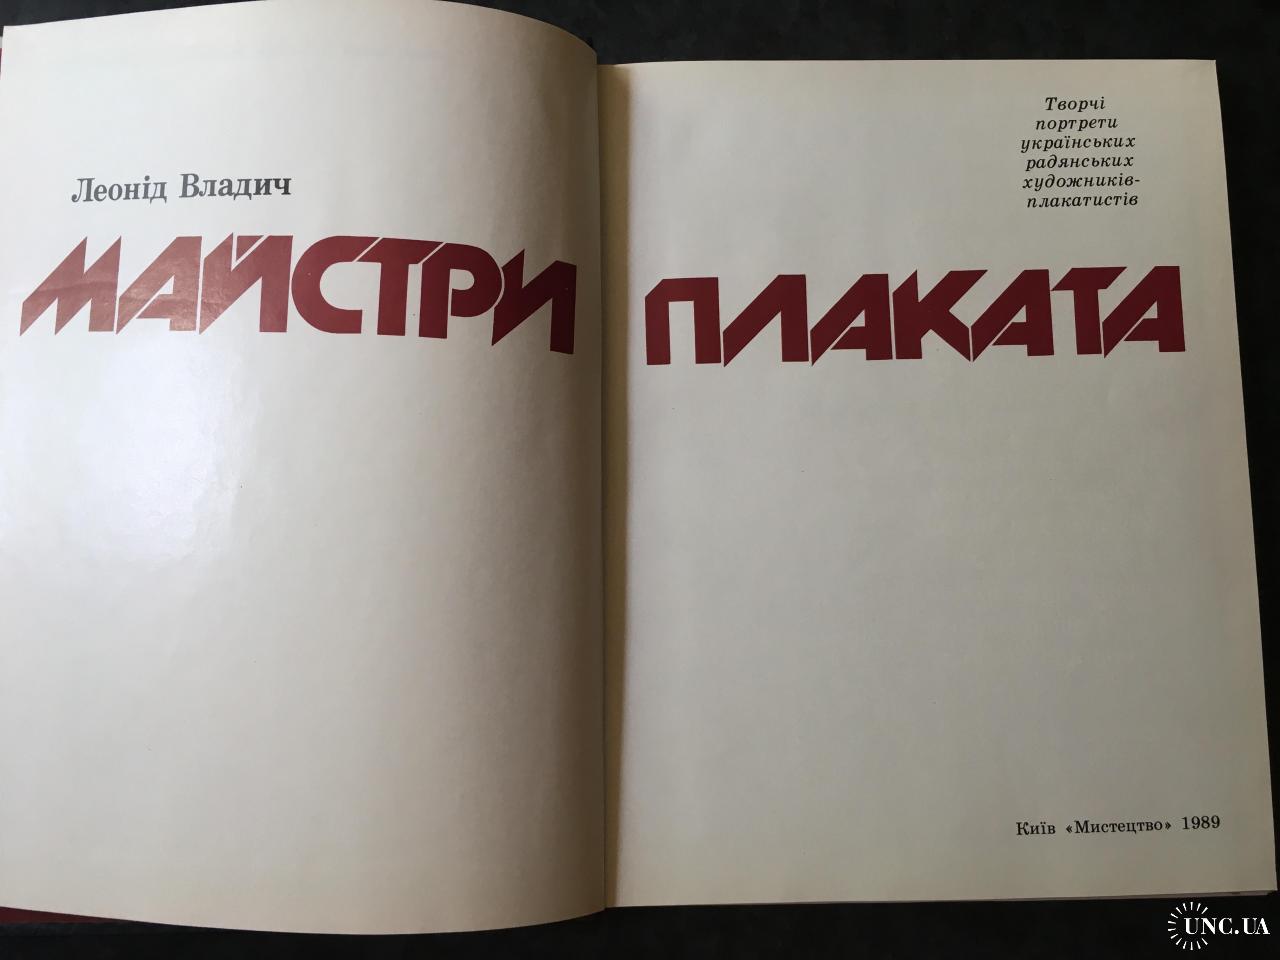 Леонід Владич
МАЙСТРИ ПЛАКАТА
Творчі
портрети
українських
радянських
художників-
плакатистів
Київ «Мистецтво» 1989
UNC.UA